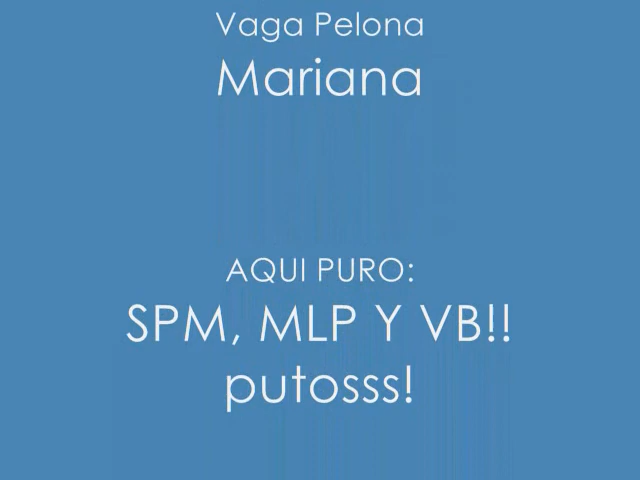 Vaga Pelona
Mariana
AQUI PURO:
SPM, MLP Y VB!!
putosss!